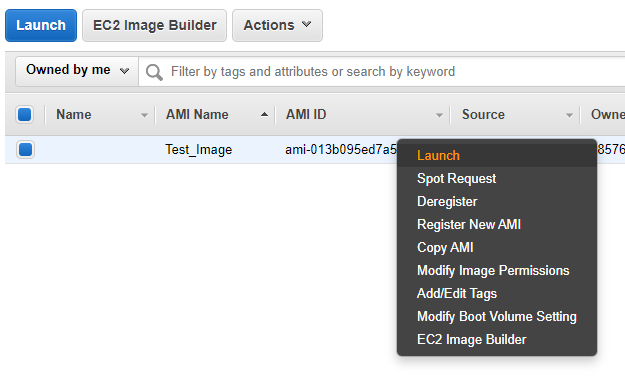 Launch EC2 Image Builder Actions
Owned by me Filter by tags and attributes or search by keyword
Name AMI Name AMI ID Source Owne
Test_Image ami-013b095ed7a5 8576
Launch
Spot Request
Deregister
Register New AMI
Copy AMI
Modify Image Permissions
Add/Edit Tags
Modify Boot Volume Setting
EC2 Image Builder